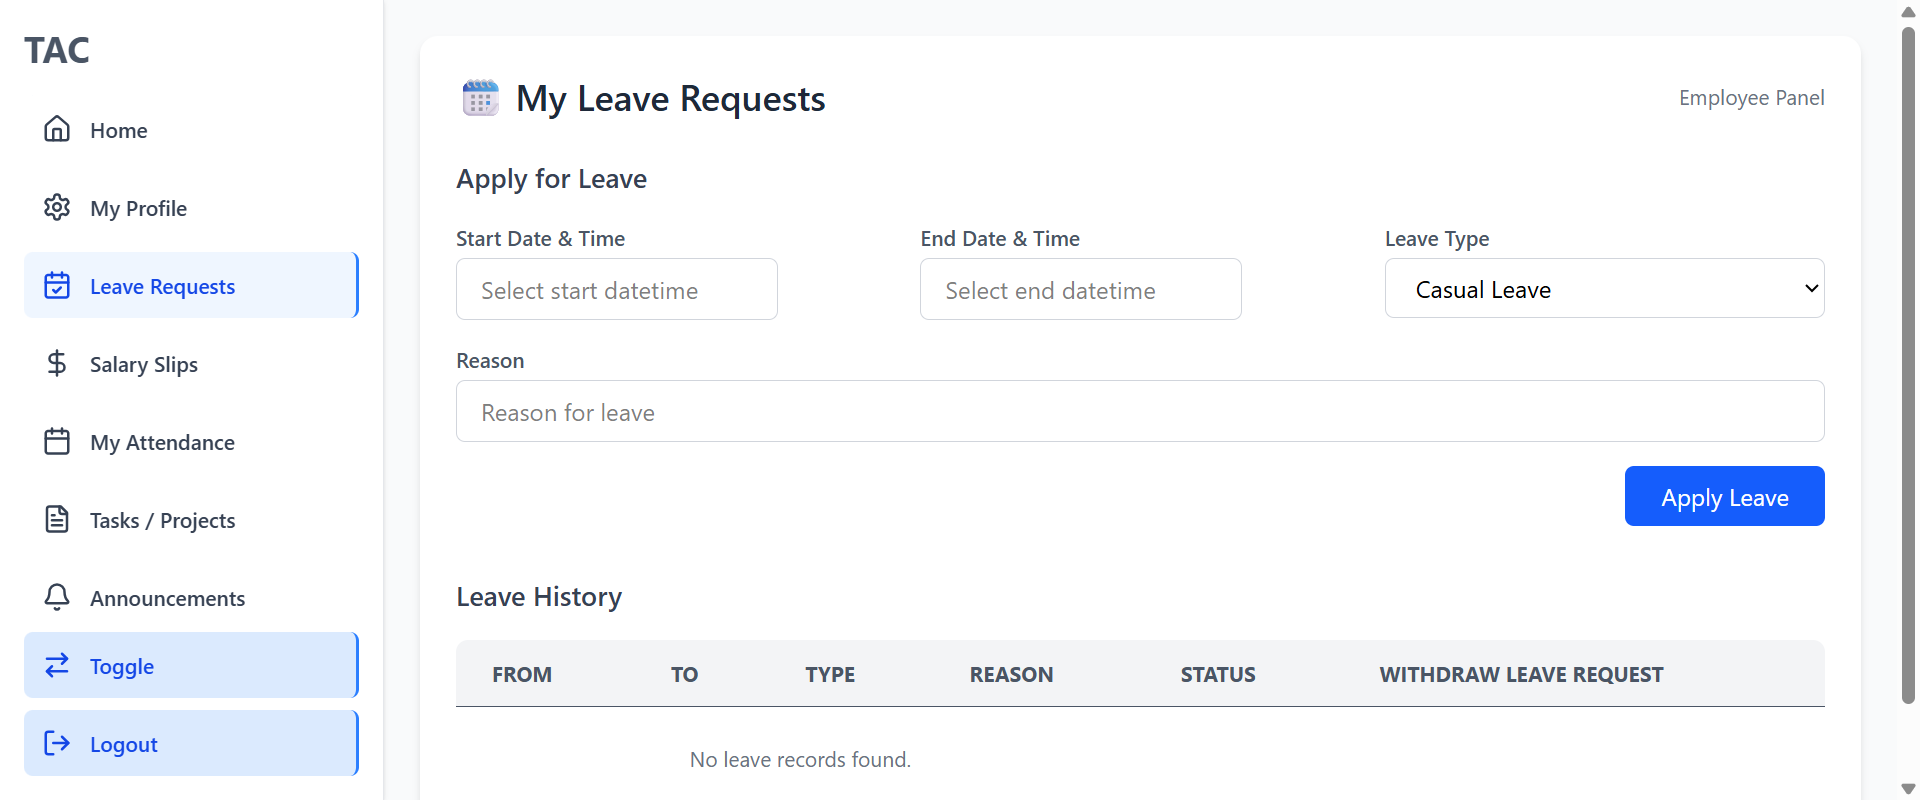 TAC
Home
My Profile
Leave Requests
Salary Slips
My Attendance
Tasks / Projects
Announcements
Toggle
Logout
My Leave Requests
Employee Panel
Apply for Leave
Start Date & Time
End Date & Time
Leave Type
Select start datetime
Select end datetime
Casual Leave
Reason
Reason for leave
Apply Leave
Leave History
FROM TO TYPE REASON STATUS WITHDRAW LEAVE REQUEST
No leave records found.